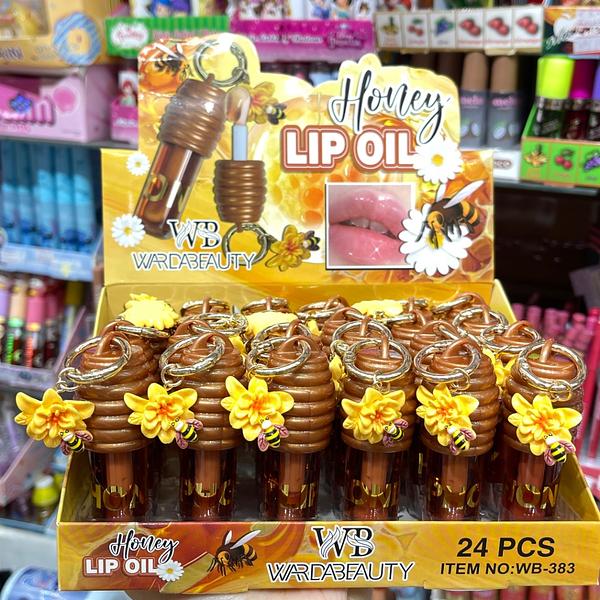 Honey
LIP OIL
WB
WARDABEAUTY
Honey
LIP OIL
WB
WARDABEAUTY
24 PCS
ITEM NO:WB-383